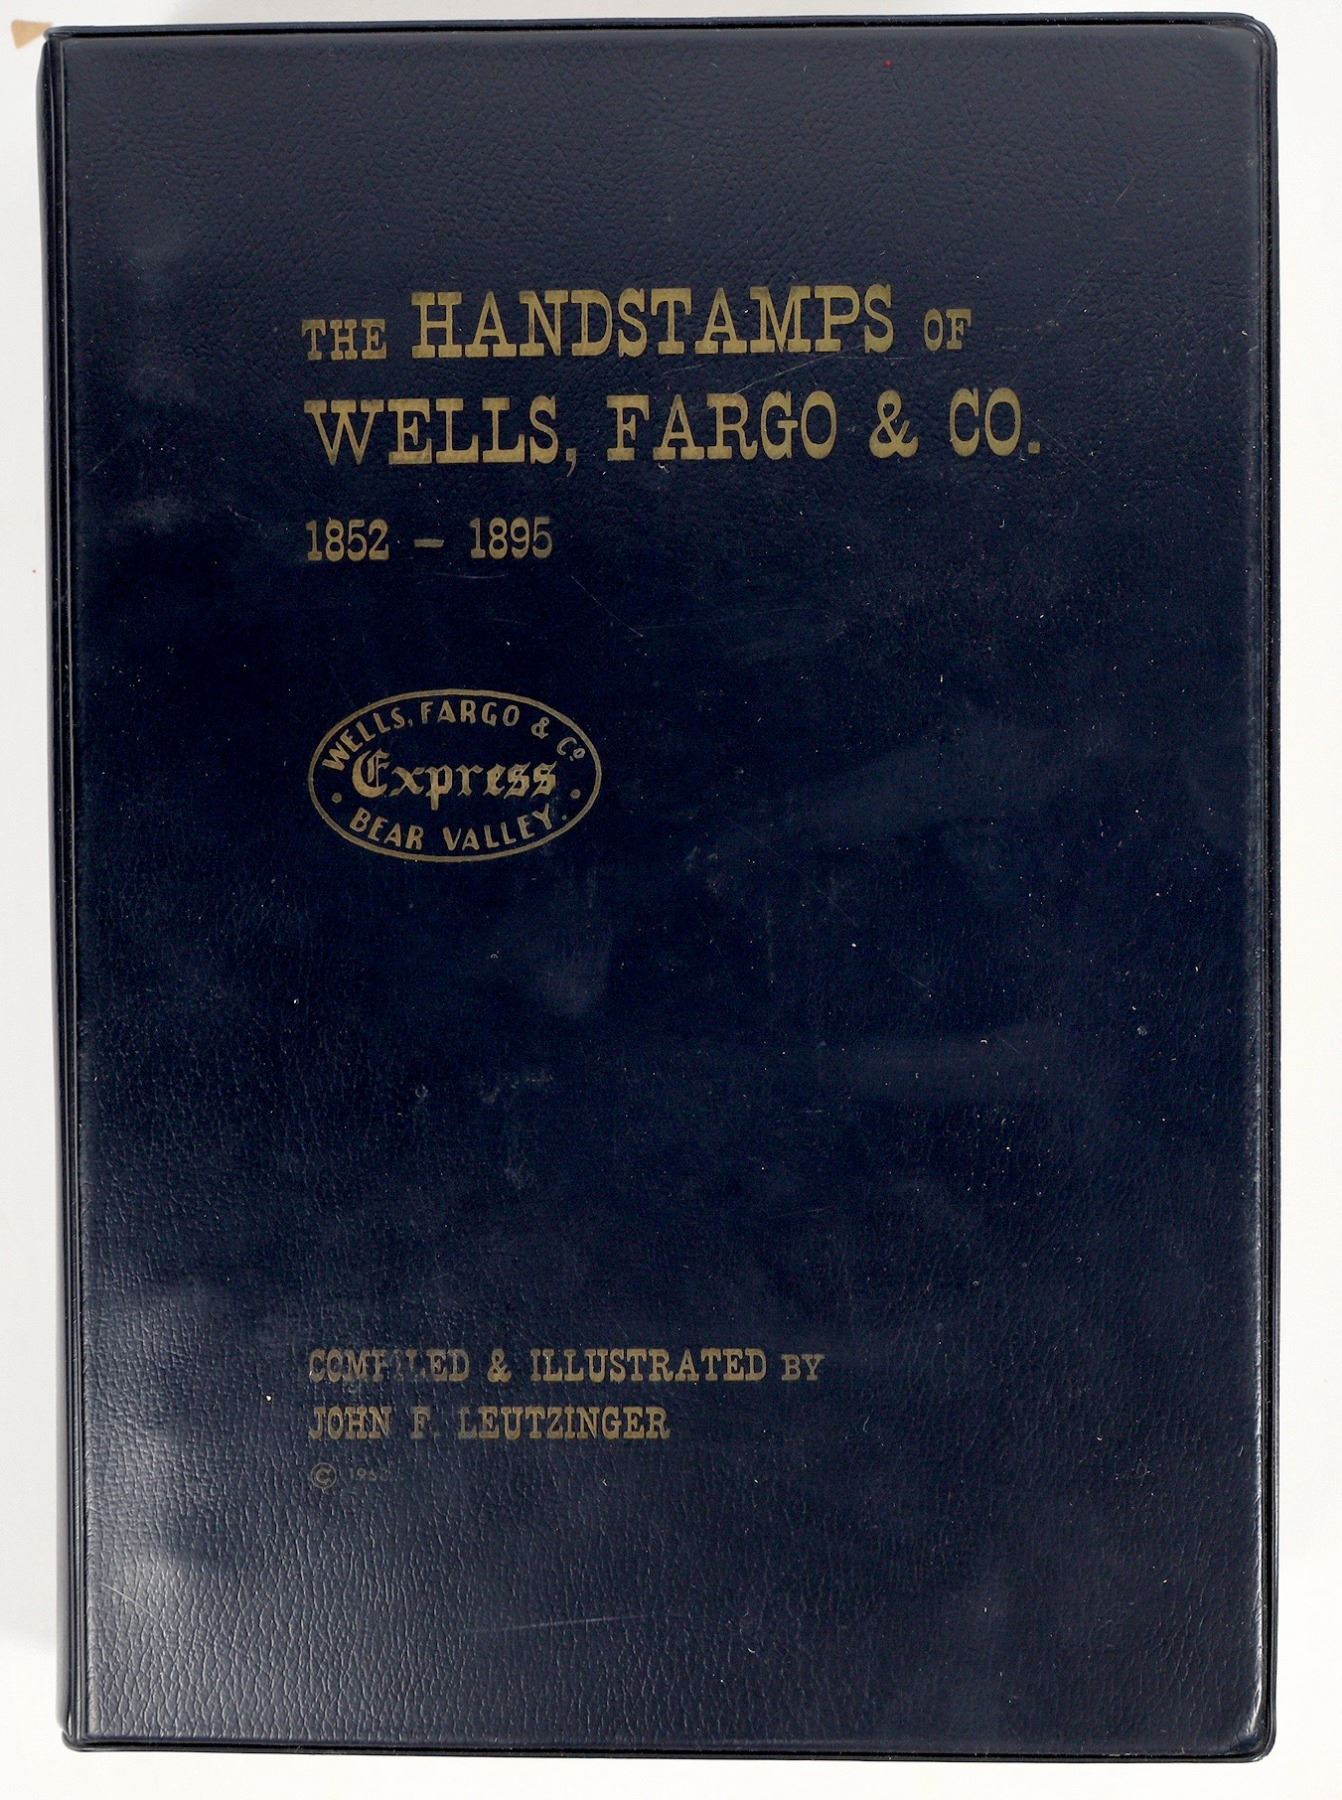 THE HANDSTAMPS OF
WELLS, FARGO & CO.
1852 – 1895
WELLS, FARGO & Co.
Express
BEAR VALLEY.
COMPILED & ILLUSTRATED BY
JOHN F. LEUTZINGER
©